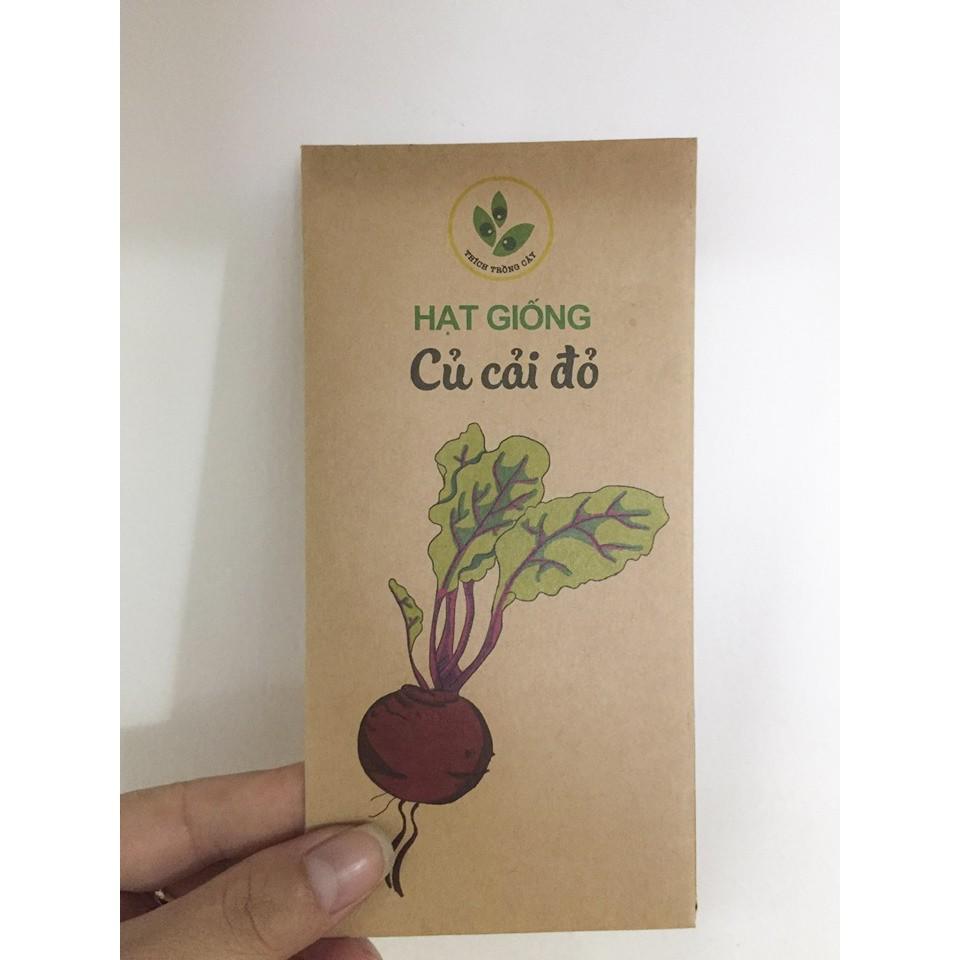 THÍCH TRỒNG CÂY
HẠT GIỐNG
Củ cải đỏ